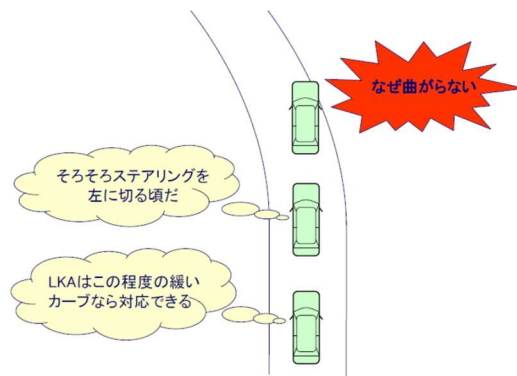 なぜ曲がらない
そろそろステアリングを
左に切る頃だ
LKAはこの程度の緩い
カーブなら対応できる